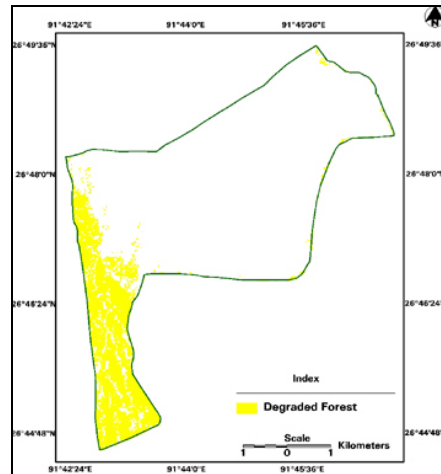 91°42'24"E 91°44'0"E 91°45'36"E
N
26°49'36"N 26°49'36"N
26°48'0"N 26°48'0"N
26°46'24"N 26°46'24"N
Index
Degraded Forest
26°44'48"N 26°44'48"N
Scale
1 0 1 Kilometers
91°42'24"E 91°44'0"E 91°45'36"E